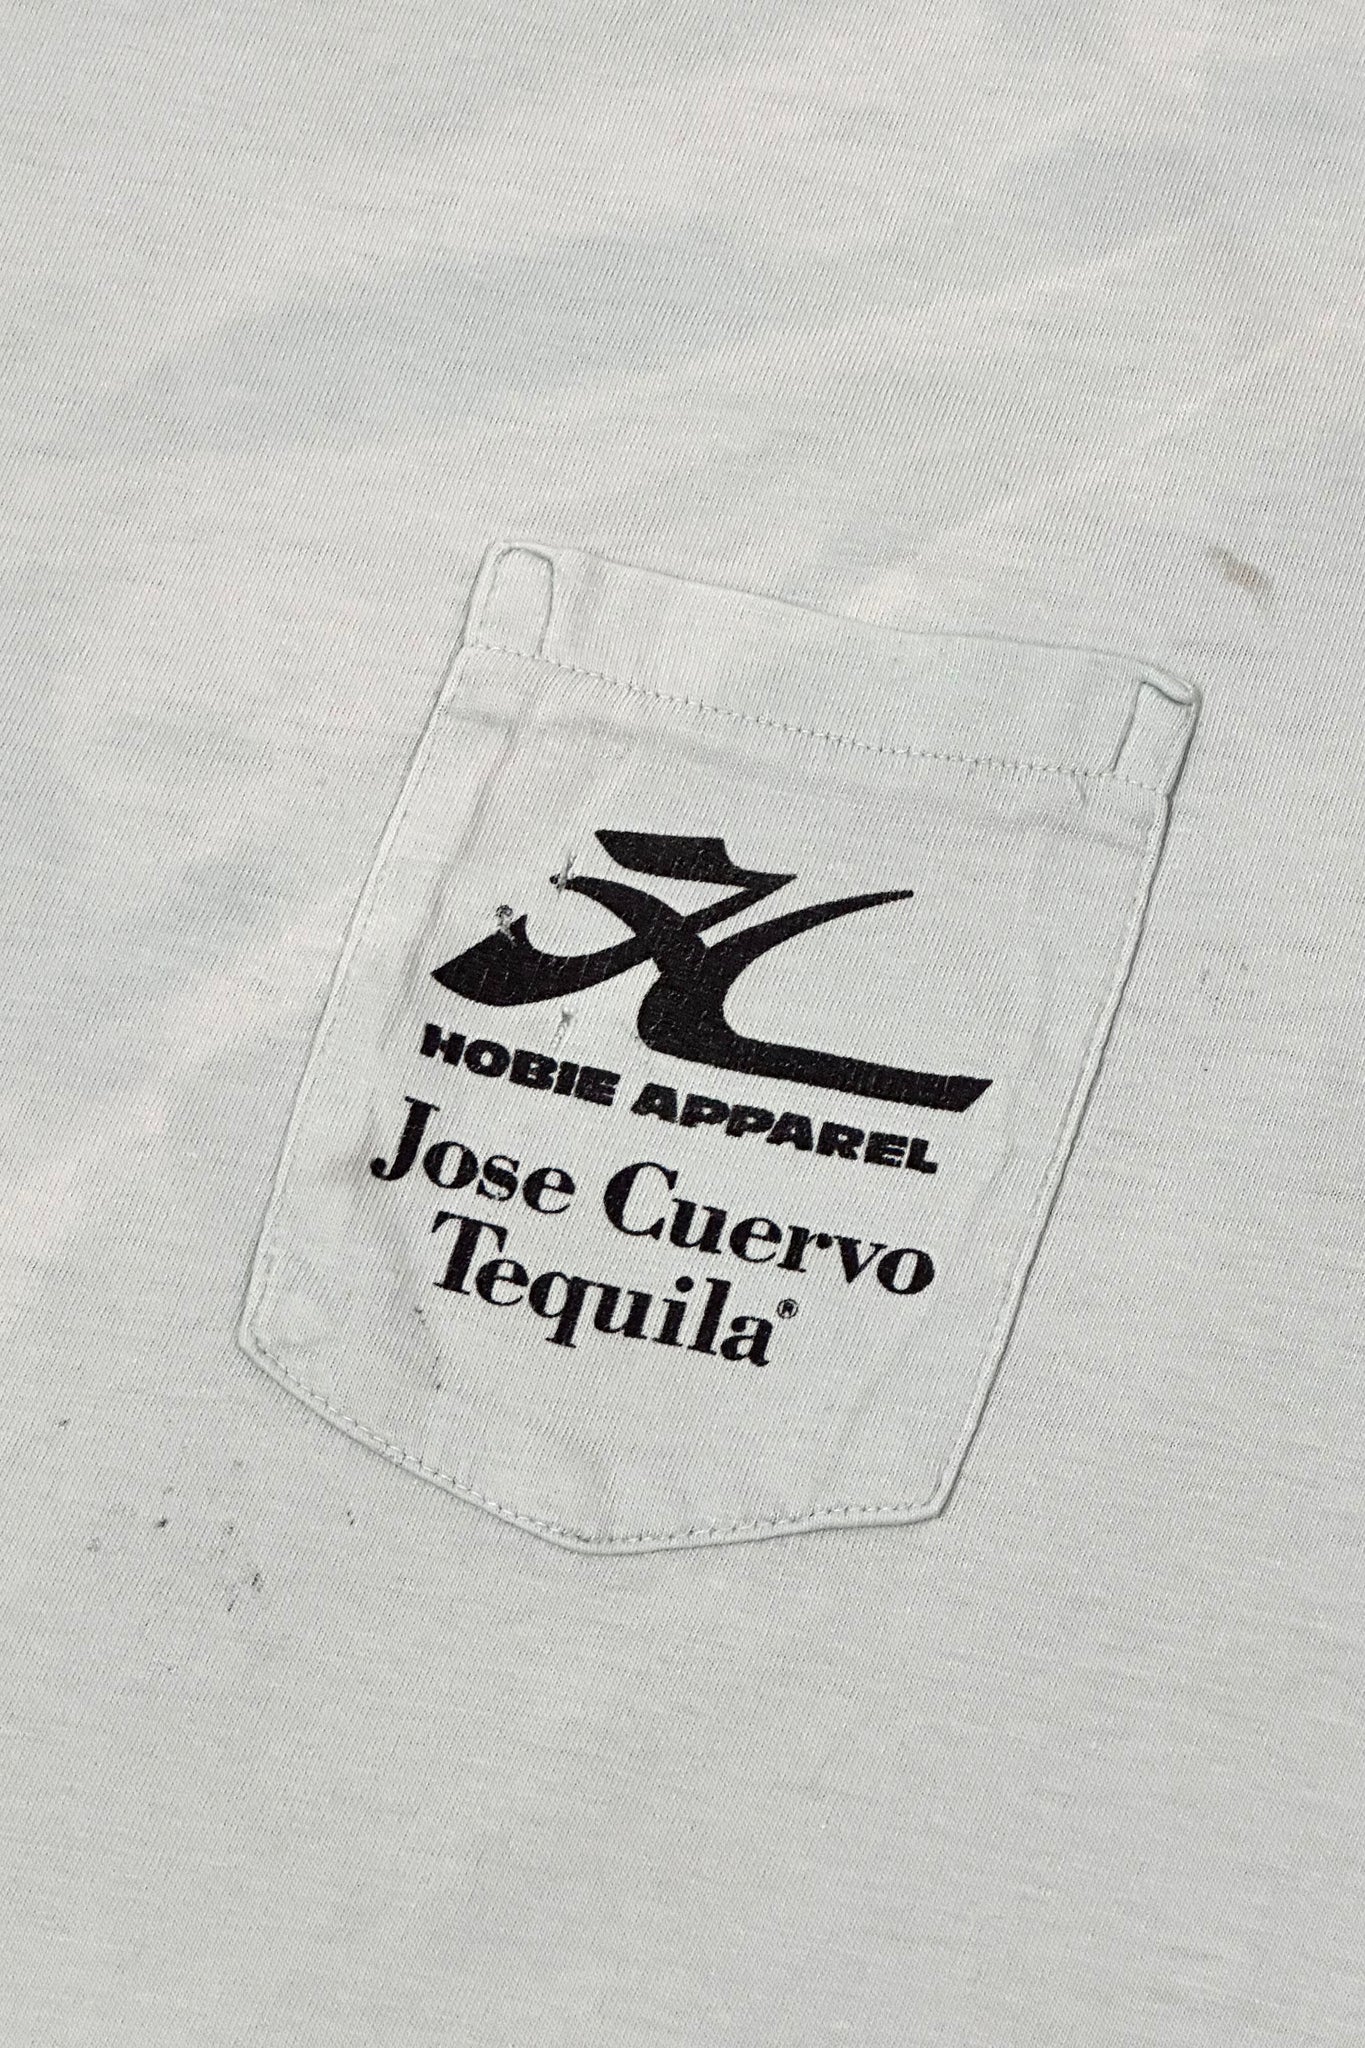 HOBIE APPAREL
Jose Cuervo
Tequila®